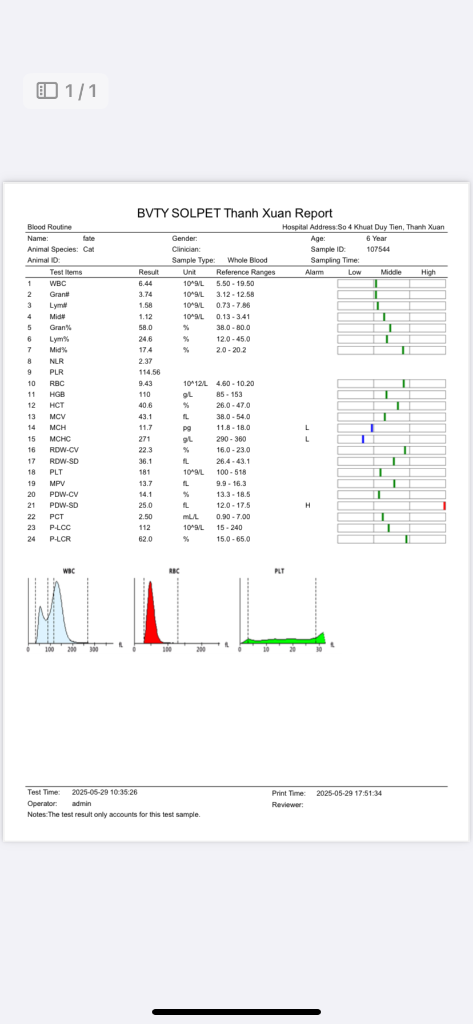 1/1
BVTY SOLPET Thanh Xuan Report
Blood Routine Hospital Address:So 4 Khuat Duy Tien, Thanh Xuan
Name: fate Gender: Age: 6 Year
Animal Species: Cat Clinician: Sample ID: 107544
Animal ID: Sample Type: Whole Blood Sampling Time:
Test Items Result Unit Reference Ranges Alarm Low Middle High
1 WBC 6.44 10^9/L 5.50 - 19.50
2 Gran# 3.74 10^9/L 3.12 - 12.58
3 Lym# 1.58 10^9/L 0.73 - 7.86
4 Mid# 1.12 10^9/L 0.13 - 3.41
5 Gran% 58.0 % 38.0 - 80.0
6 Lym% 24.6 % 12.0 - 45.0
7 Mid% 17.4 % 2.0 - 20.2
8 NLR 2.37
9 PLR 114.56
10 RBC 9.43 10^12/L 4.60 - 10.20
11 HGB 110 g/L 85 - 153
12 HCT 40.6 % 26.0 - 47.0
13 MCV 43.1 fL 38.0 - 54.0
14 MCH 11.7 pg 11.8 - 18.0 L
15 MCHC 271 g/L 290 - 360 L
16 RDW-CV 22.3 % 16.0 - 23.0
17 RDW-SD 36.1 fL 26.4 - 43.1
18 PLT 181 10^9/L 100 - 518
19 MPV 13.7 fL 9.9 - 16.3
20 PDW-CV 14.1 % 13.3 - 18.5
21 PDW-SD 25.0 fL 12.0 - 17.5 H
22 PCT 2.50 mL/L 0.90 - 7.00
23 P-LCC 112 10^9/L 15 - 240
24 P-LCR 62.0 % 15.0 - 65.0
WBC RBC PLT
0 100 200 300 fL 0 100 200 fL 0 10 20 30 fL
Test Time: 2025-05-29 10:35:26 Print Time: 2025-05-29 17:51:34
Operator: admin Reviewer:
Notes:The test result only accounts for this test sample.